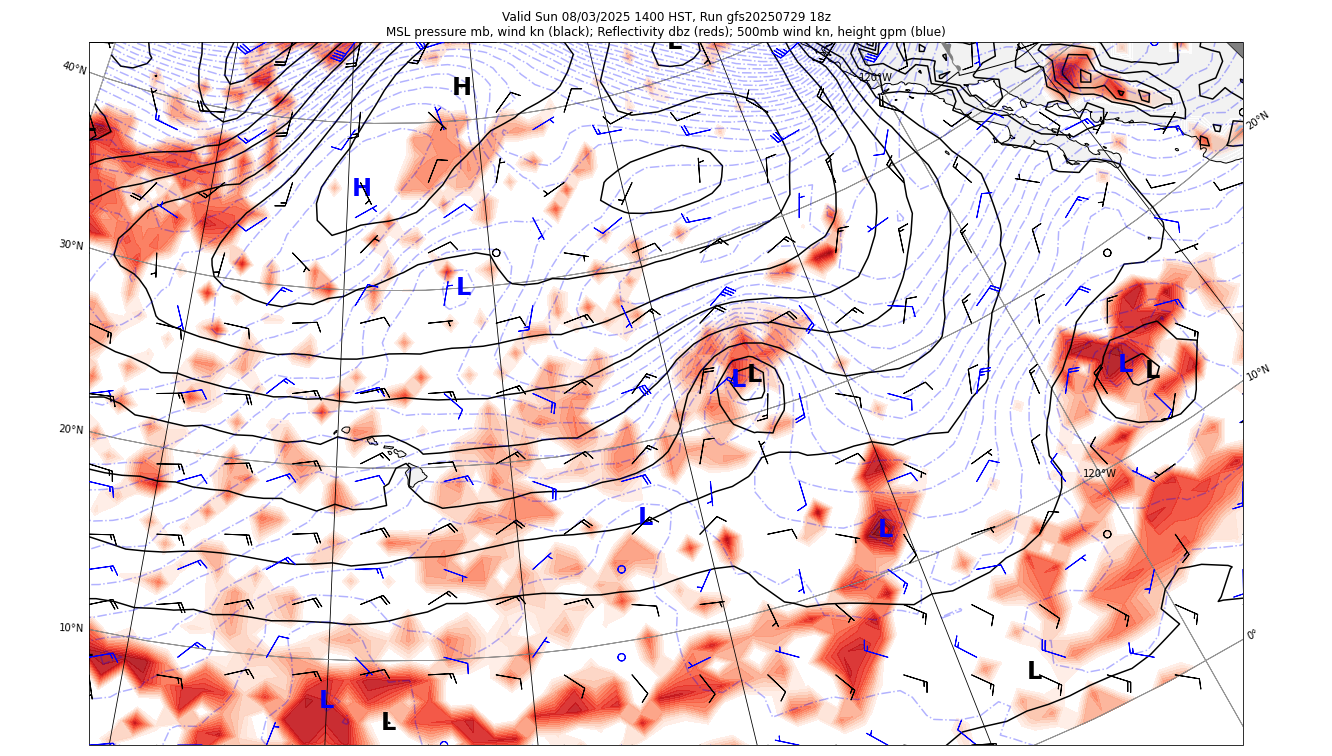 Valid Sun 08/03/2025 1400 HST, Run gfs20250729 18z
MSL pressure mb, wind kn (black); Reflectivity dbz (reds); 500mb wind kn, height gpm (blue)
L
40°N
120°W
H
20°N
H
30°N
L
L
L
L
L
10°N
20°N
120°W
L
L
10°N
0°
L
L
L